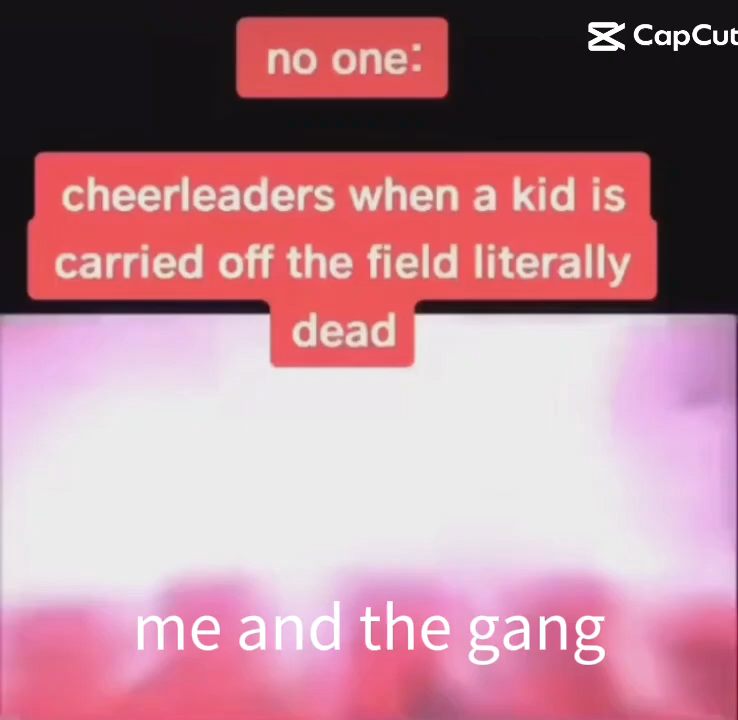 CapCut
no one:
cheerleaders when a kid is
carried off the field literally
dead
me and the gang